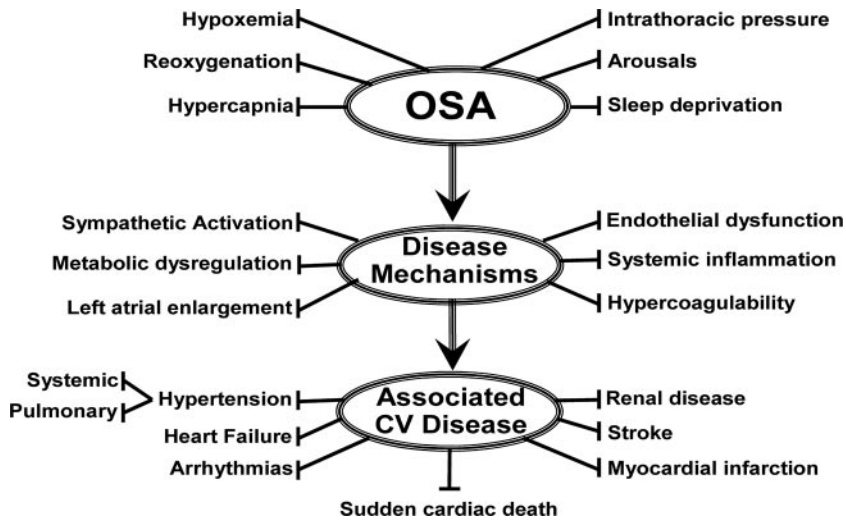 Hypoxemia
Intrathoracic pressure
Reoxygenation
Arousals
Hypercapnia
OSA
Sleep deprivation
Sympathetic Activation
Endothelial dysfunction
Metabolic dysregulation
Disease
Mechanisms
Systemic inflammation
Left atrial enlargement
Hypercoagulability
Systemic
Pulmonary
Hypertension
Associated
CV Disease
Renal disease
Heart Failure
Stroke
Arrhythmias
Myocardial infarction
Sudden cardiac death